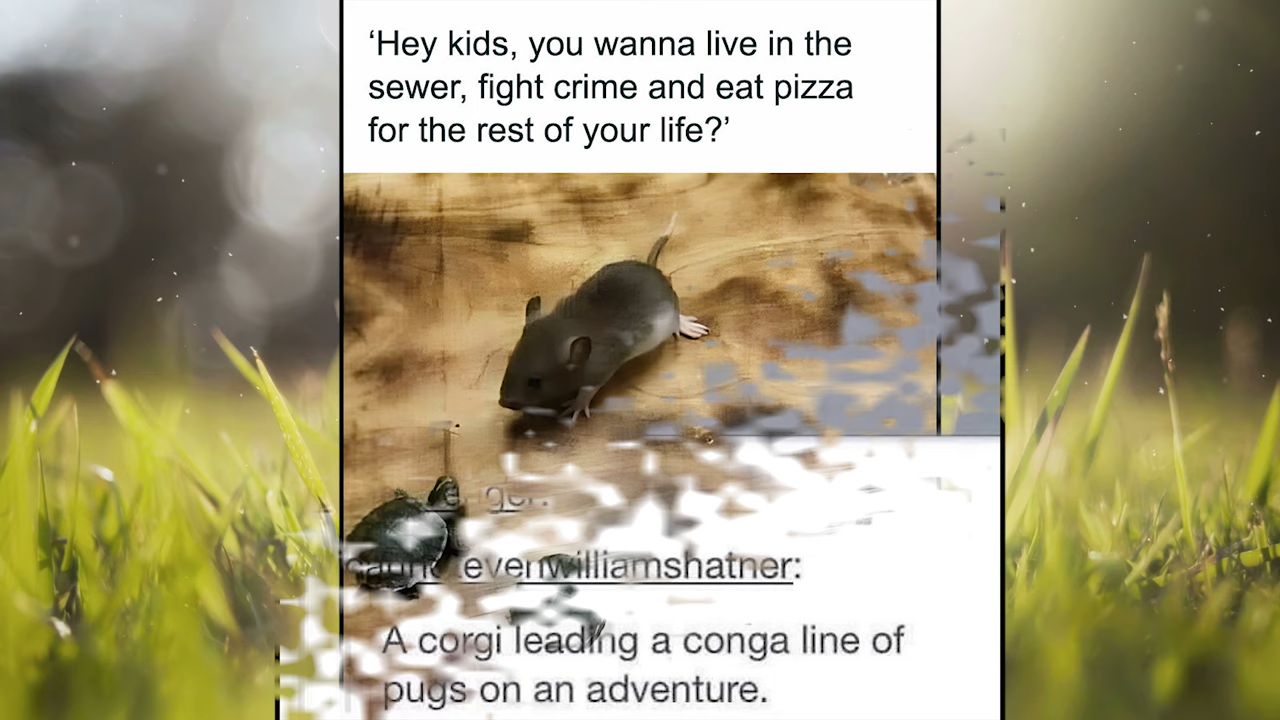 ‘Hey kids, you wanna live in the
sewer, fight crime and eat pizza
for the rest of your life?’
evenwilliamshatner:
A corgi leading a conga line of
pugs on an adventure.